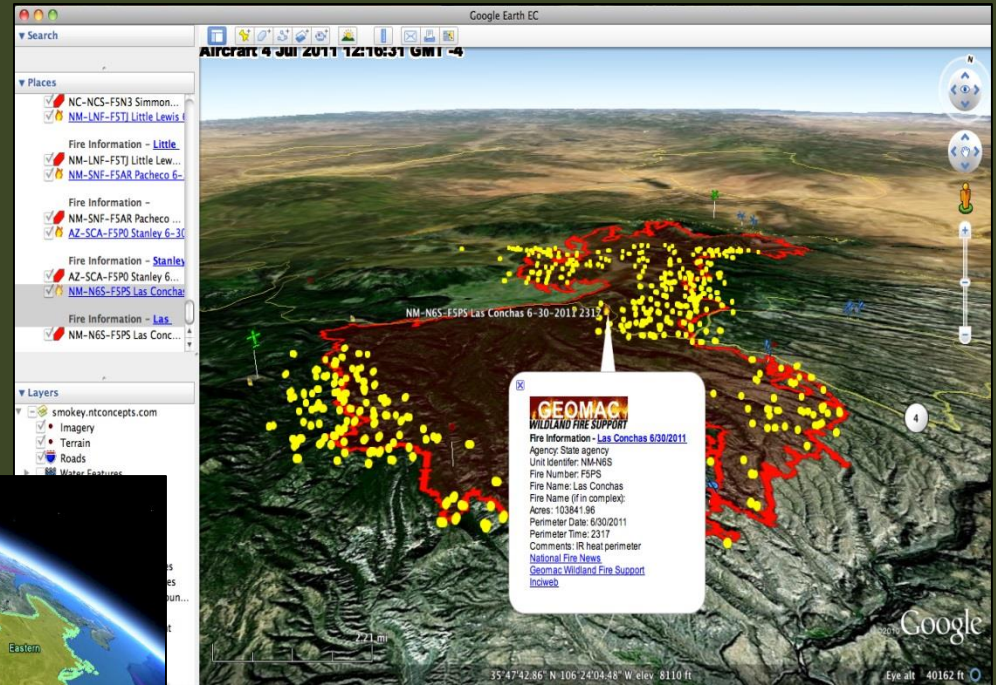 Google Earth EC
▼ Search
Aircraft 4 Jul 2011 12:16:31 GMT -4
▼ Places
NC-NCS-F5N3 Simmon...
NM-LNF-F5TJ Little Lewis
Fire Information - Little
NM-LNF-F5TJ Little Lew...
NM-SNF-F5AR Pacheco 6-
Fire Information -
NM-SNF-F5AR Pacheco ...
AZ-SCA-F5P0 Stanley 6-30
Fire Information - Stanley
AZ-SCA-F5P0 Stanley 6...
NM-N6S-F5PS Las Conchas
Fire Information - Las
NM-N6S-F5PS Las Conc...
▼ Layers
smokey.ntconcepts.com
Imagery
Terrain
Roads
Water Features
Eastern
N
NM-N6S-F5PS Las Conchas 6-30-2011 2317
4
GEOMAC
WILDLAND FIRE SUPPORT
Fire Information - Las Conchas 6/30/2011
Agency: State agency
Unit Identifer: NM-N6S
Fire Number: F5PS
Fire Name: Las Conchas
Fire Name (if in complex):
Acres: 103841.96
Perimeter Date: 6/30/2011
Perimeter Time: 2317
Comments: IR heat perimeter
National Fire News
Geomac Wildland Fire Support
Inciweb
2.21 mi
Google
35°47'42.86" N 106°24'04.48" W elev 8110 ft
Eye alt 40162 ft